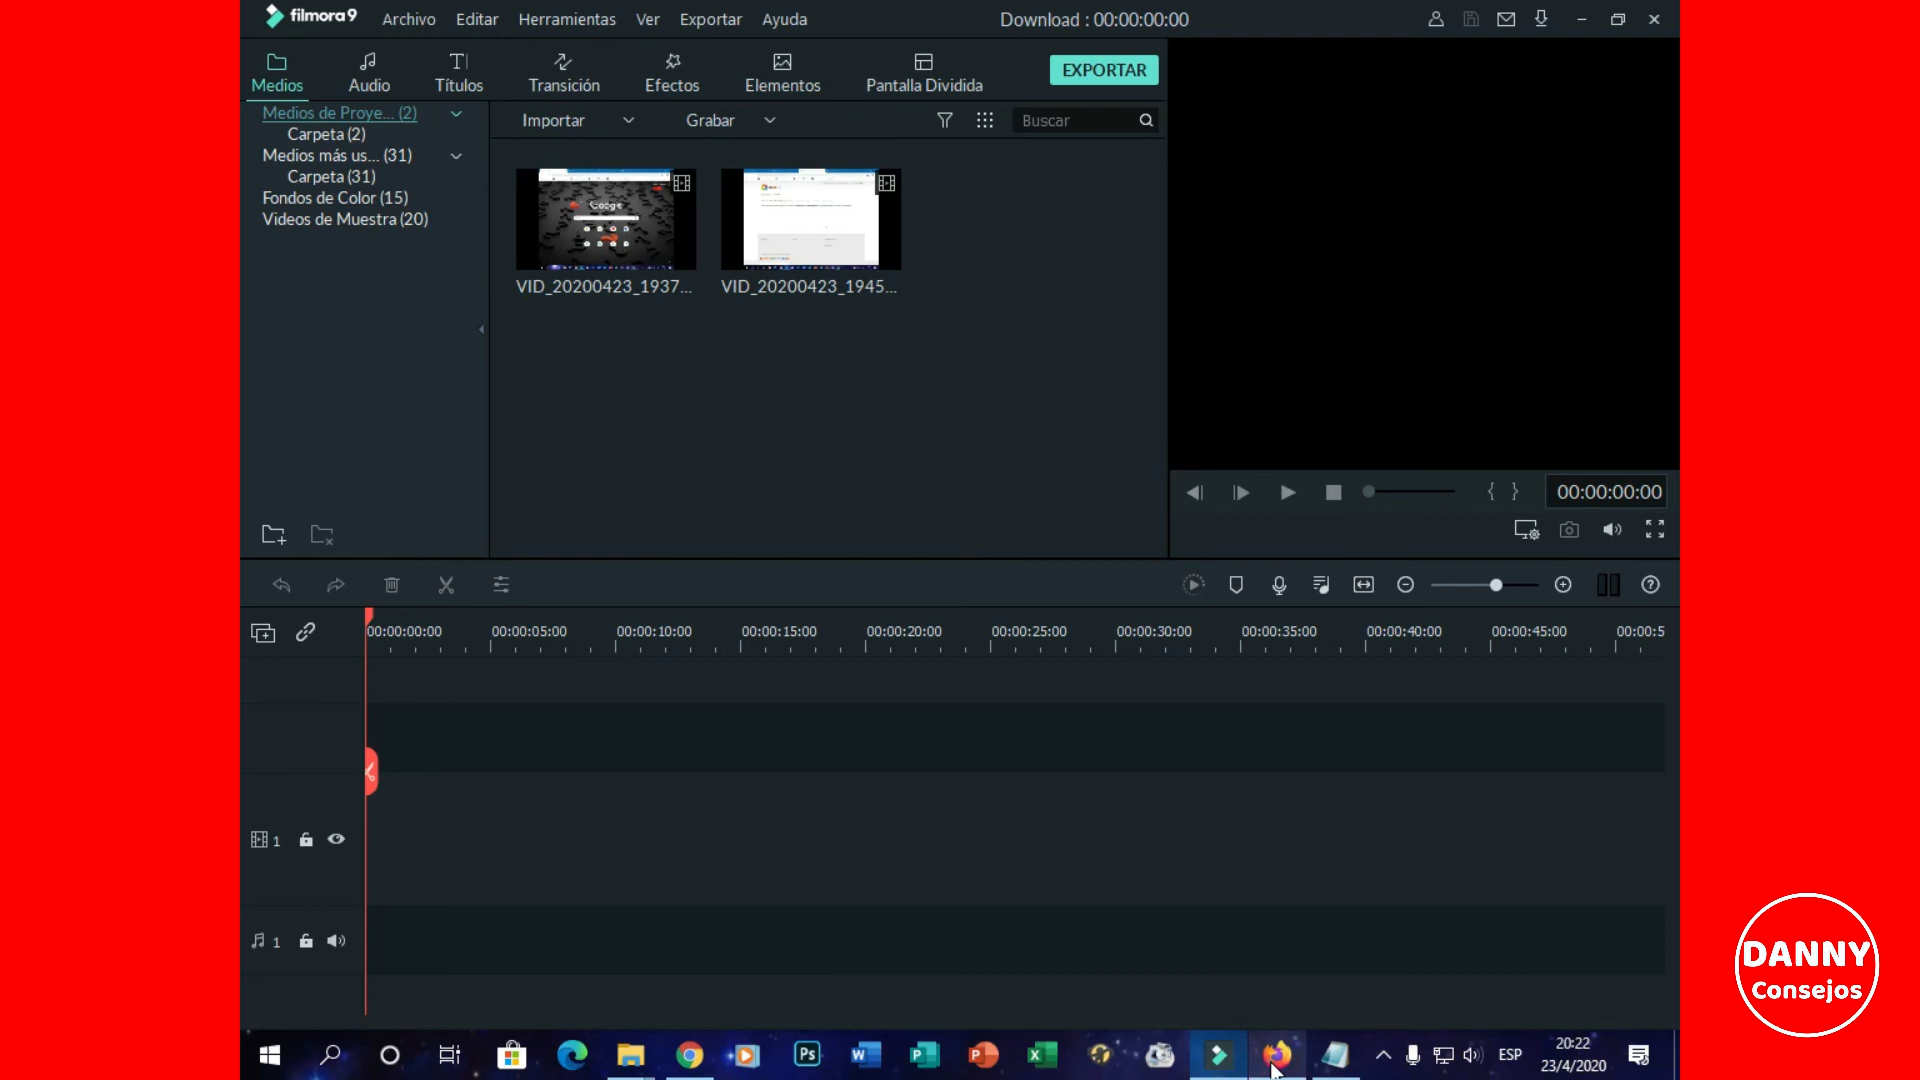 filmora9 Archivo Editar Herramientas Ver Exportar Ayuda Download : 00:00:00:00
Medios Audio Títulos Transición Efectos Elementos Pantalla Dividida EXPORTAR
Medios de Proye... (2)
Carpeta (2)
Medios más us... (31)
Carpeta (31)
Fondos de Color (15)
Videos de Muestra (20)
Importar Grabar Buscar
Google
VID_20200423_1937... VID_20200423_1945...
00:00:00:00
00:00:00:00 00:00:05:00 00:00:10:00 00:00:15:00 00:00:20:00 00:00:25:00 00:00:30:00 00:00:35:00 00:00:40:00 00:00:45:00 00:00:5
1
1
DANNY
Consejos
Ps W P P X ESP 20:22
23/4/2020